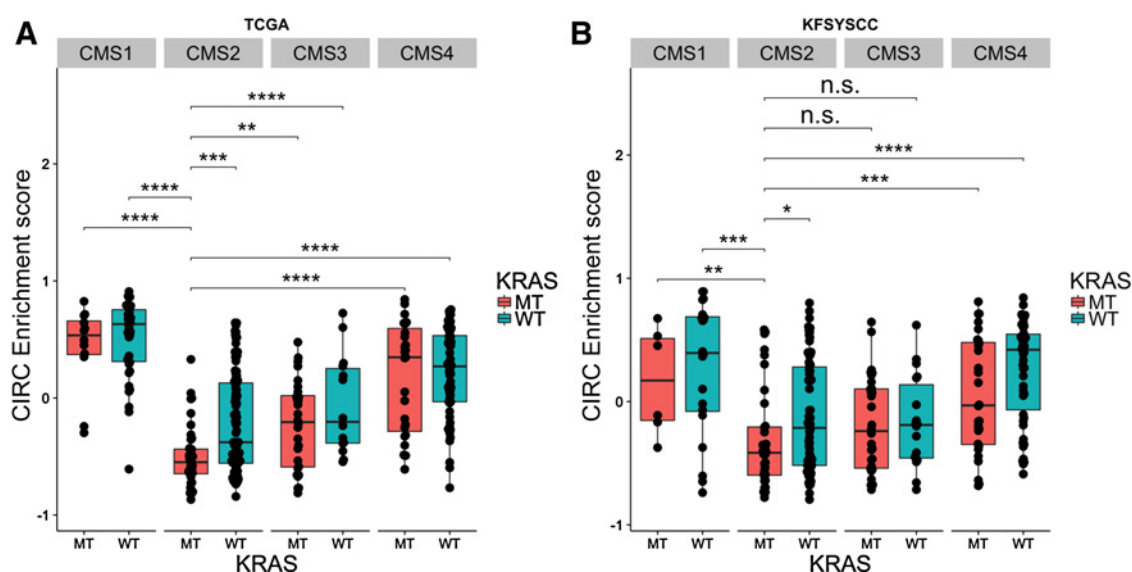 A
TCGA
CMS1 CMS2 CMS3 CMS4
****
**
***
****
****
****
****
2
1
0
-1
CIRC Enrichment score
MT WT MT WT MT WT MT WT
KRAS
KRAS
MT
WT
B
KFSYSCC
CMS1 CMS2 CMS3 CMS4
n.s.
n.s.
****
***
*
***
**
2
1
0
-1
CIRC Enrichment score
MT WT MT WT MT WT MT WT
KRAS
KRAS
MT
WT